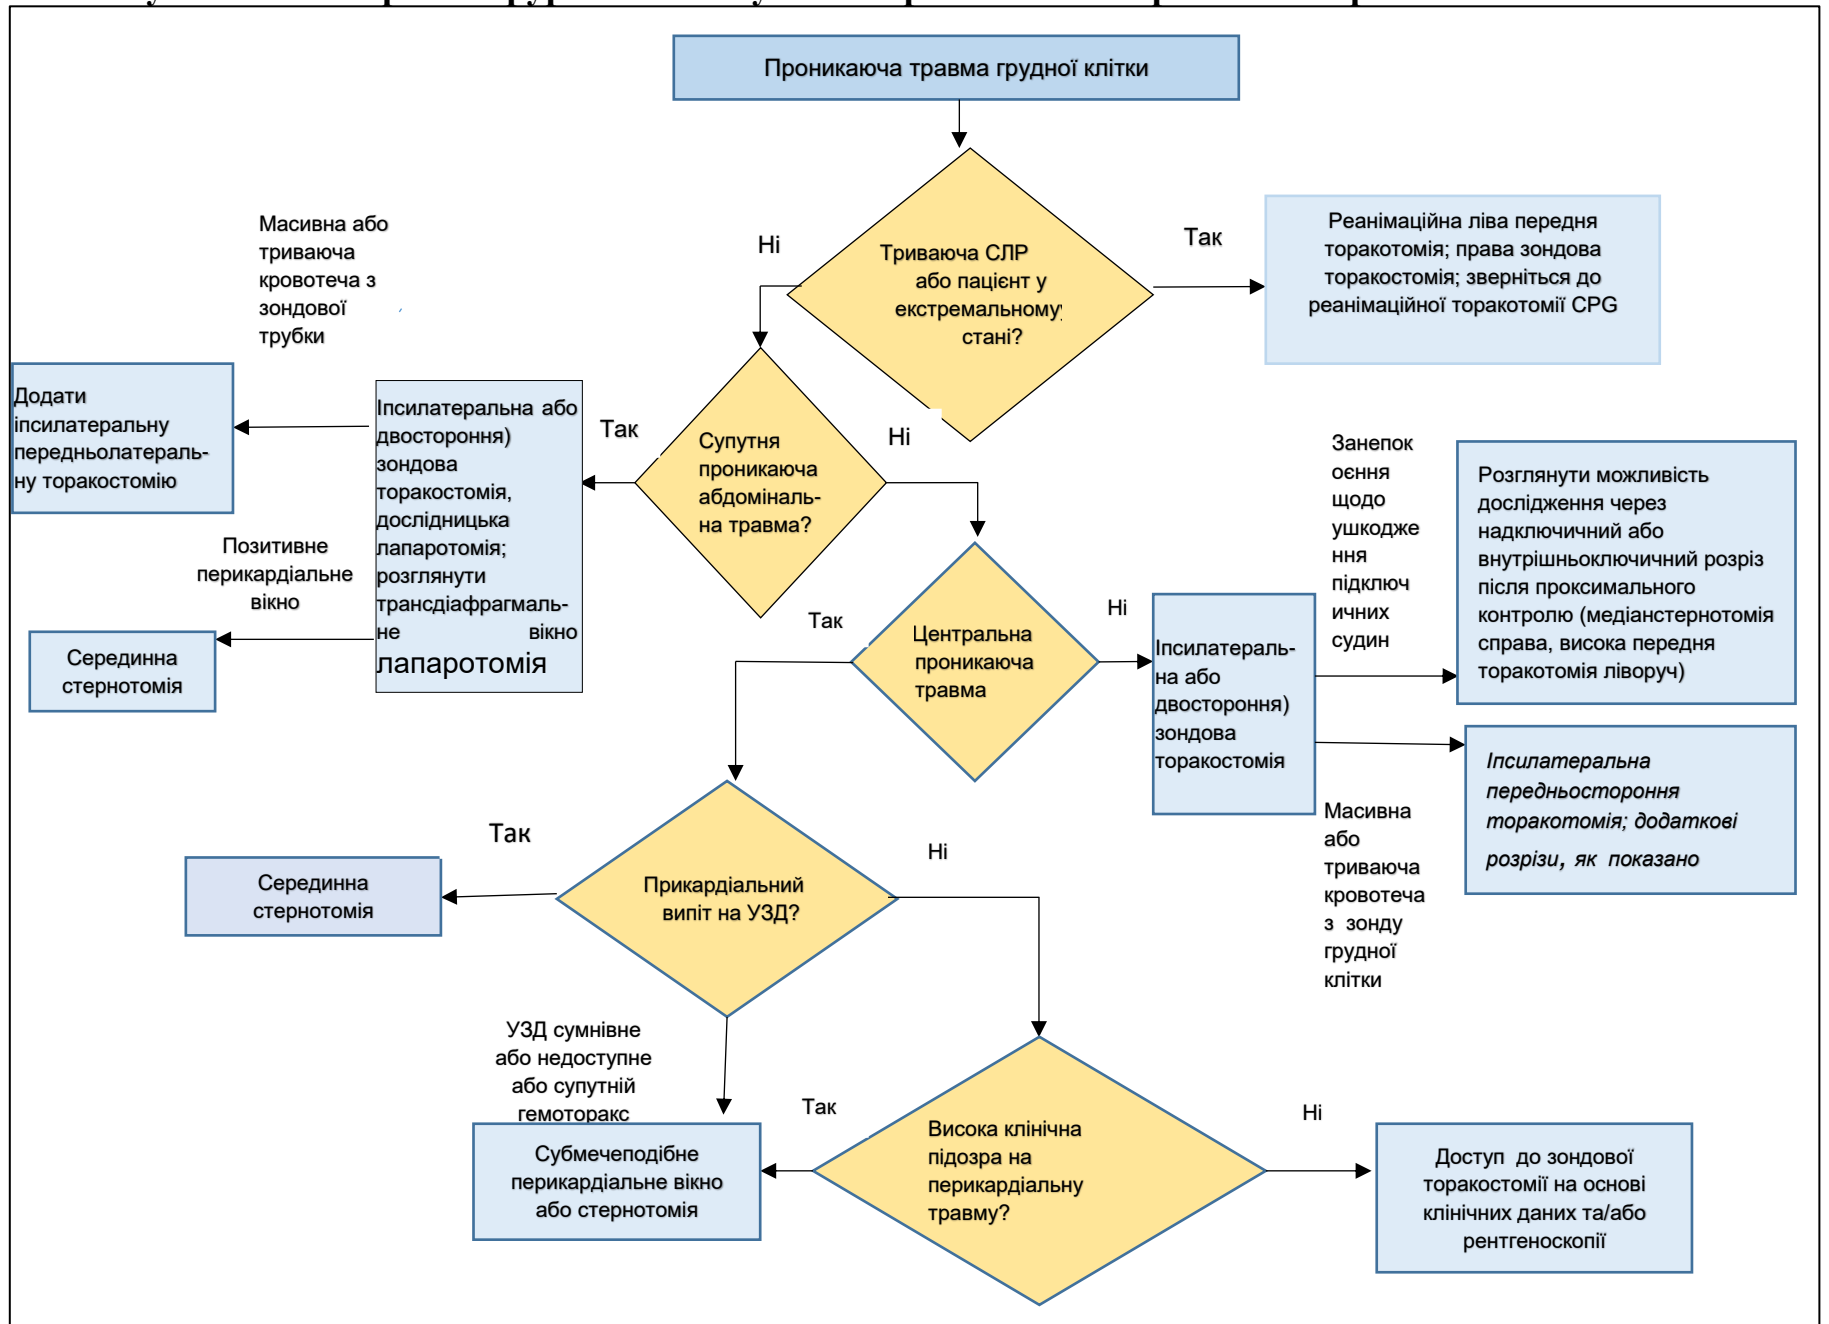 Проникаюча травма грудної клітки
Триваюча СЛР
або пацієнт у
екстремальному
стані?
Ні
Так
Реанімаційна ліва передня
торакотомія; права зондова
торакостомія; зверніться до
реанімаційної торакотомії CPG
Масивна або
триваюча
кровотеча з
зондової
трубки
Додати
іпсилатеральну
передньолатераль-
ну торакостомію
Іпсилатеральна або
двостороння)
зондова
торакостомія,
дослідницька
лапаротомія;
розглянути
трансдіафрагмаль-
не вікно
лапаротомія
Так
Супутня
проникаюча
абдоміналь-
на травма?
Ні
Позитивне
перикардіальне
вікно
Серединна
стернотомія
Так
Центральна
проникаюча
травма
Ні
Іпсилатераль-
на або
двостороння)
зондова
торакостомія
Занепок
оєння
щодо
ушкодже
ння
підключ
ичних
судин
Розглянути можливість
дослідження через
надключичний або
внутрішньоключичний розріз
після проксимального
контролю (медіанстернотомія
справа, висока передня
торакотомія ліворуч)
Масивна
або
триваюча
кровотеча
з зонду
грудної
клітки
Іпсилатеральна
передньостороння
торакотомія; додаткові
розрізи, як показано
Так
Серединна
стернотомія
Прикардіальний
випіт на УЗД?
Ні
УЗД сумнівне
або недоступне
або супутній
гемоторакс
Субмечеподібне
перикардіальне вікно
або стернотомія
Так
Висока клінічна
підозра на
перикардіальну
травму?
Ні
Доступ до зондової
торакостомії на основі
клінічних даних та/або
рентгеноскопії